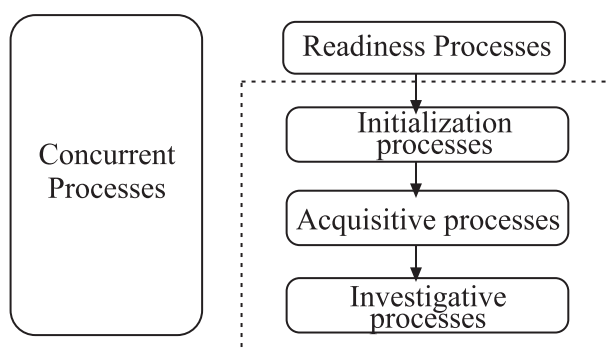 Concurrent
Processes
Readiness Processes
Initialization
processes
Acquisitive processes
Investigative
processes